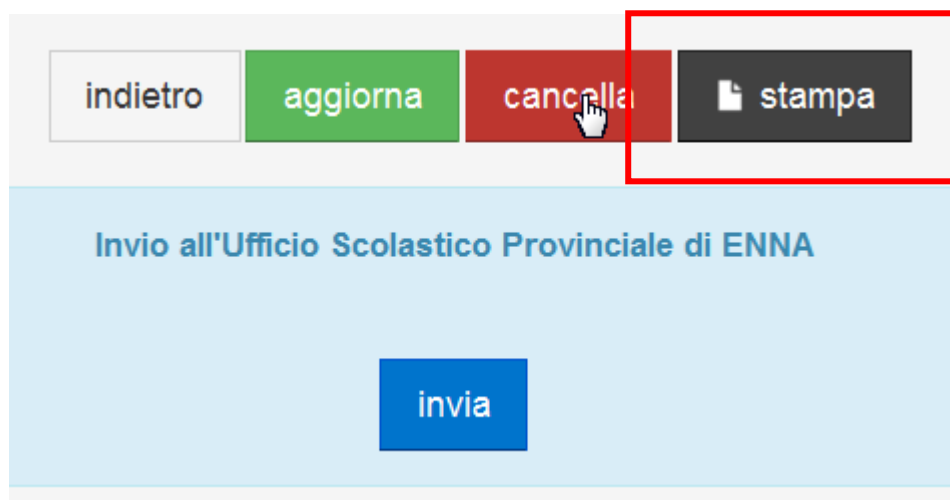 indietro aggiorna cancella stampa
Invio all'Ufficio Scolastico Provinciale di ENNA
invia